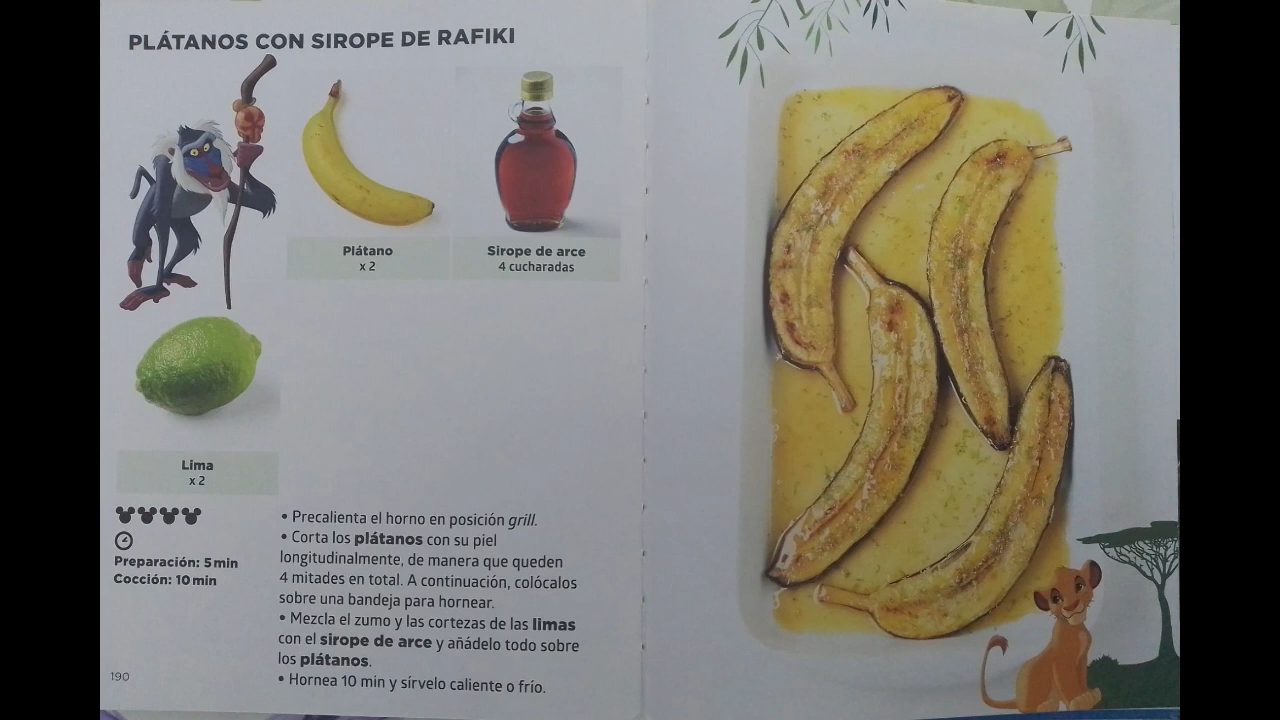 PLÁTANOS CON SIROPE DE RAFIKI
Plátano
x 2
Sirope de arce
4 cucharadas
Lima
x 2
Preparación: 5 min
Cocción: 10 min
• Precalienta el horno en posición grill.
• Corta los plátanos con su piel
longitudinalmente, de manera que queden
4 mitades en total. A continuación, colócalos
sobre una bandeja para hornear.
• Mezcla el zumo y las cortezas de las limas
con el sirope de arce y añádelo todo sobre
los plátanos.
• Hornea 10 min y sírvelo caliente o frío.
190